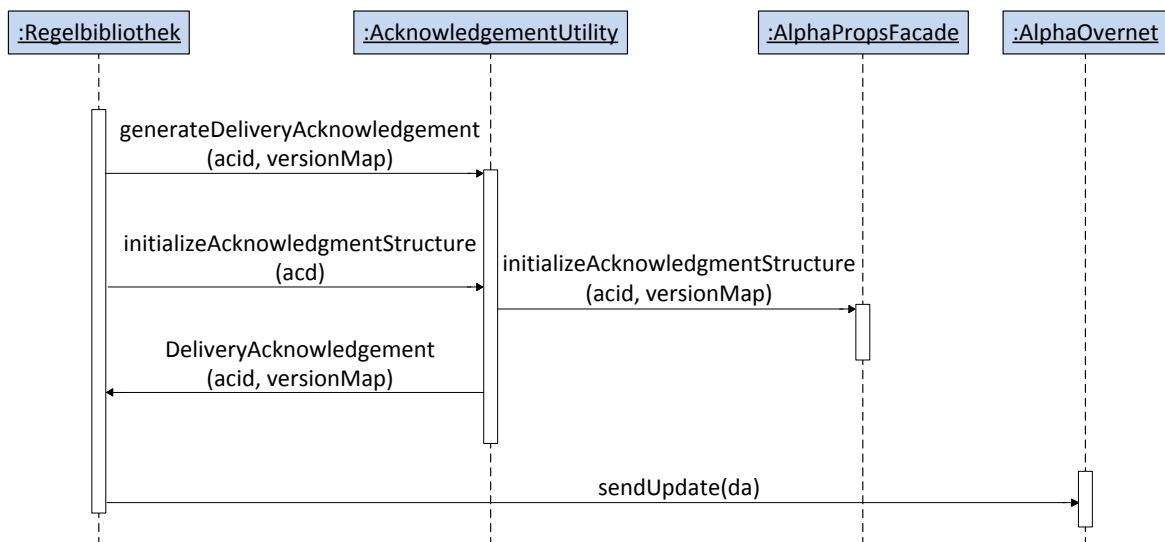 :Regelbibliothek
:AcknowledgementUtility
:AlphaPropsFacade
:AlphaOvernet
generateDeliveryAcknowledgement
(acid, versionMap)
initializeAcknowledgmentStructure
(acd)
initializeAcknowledgmentStructure
(acid, versionMap)
DeliveryAcknowledgement
(acid, versionMap)
sendUpdate(da)